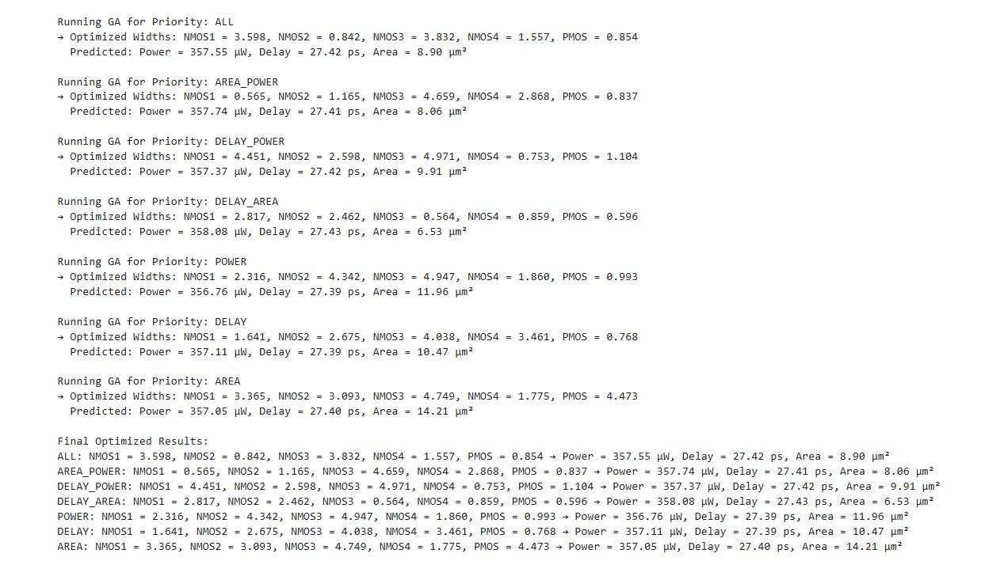 Running GA for Priority: ALL
→ Optimized Widths: NMOS1 = 3.598, NMOS2 = 0.842, NMOS3 = 3.832, NMOS4 = 1.557, PMOS = 0.854
Predicted: Power = 357.55 μW, Delay = 27.42 ps, Area = 8.90 μm²
Running GA for Priority: AREA_POWER
→ Optimized Widths: NMOS1 = 0.565, NMOS2 = 1.165, NMOS3 = 4.659, NMOS4 = 2.868, PMOS = 0.837
Predicted: Power = 357.74 μW, Delay = 27.41 ps, Area = 8.06 μm²
Running GA for Priority: DELAY_POWER
→ Optimized Widths: NMOS1 = 4.451, NMOS2 = 2.598, NMOS3 = 4.971, NMOS4 = 0.753, PMOS = 1.104
Predicted: Power = 357.37 μW, Delay = 27.42 ps, Area = 9.91 μm²
Running GA for Priority: DELAY_AREA
→ Optimized Widths: NMOS1 = 2.817, NMOS2 = 2.462, NMOS3 = 0.564, NMOS4 = 0.859, PMOS = 0.596
Predicted: Power = 358.08 μW, Delay = 27.43 ps, Area = 6.53 μm²
Running GA for Priority: POWER
→ Optimized Widths: NMOS1 = 2.316, NMOS2 = 4.342, NMOS3 = 4.947, NMOS4 = 1.860, PMOS = 0.993
Predicted: Power = 356.76 μW, Delay = 27.39 ps, Area = 11.96 μm²
Running GA for Priority: DELAY
→ Optimized Widths: NMOS1 = 1.641, NMOS2 = 2.675, NMOS3 = 4.038, NMOS4 = 3.461, PMOS = 0.768
Predicted: Power = 357.11 μW, Delay = 27.39 ps, Area = 10.47 μm²
Running GA for Priority: AREA
→ Optimized Widths: NMOS1 = 3.365, NMOS2 = 3.093, NMOS3 = 4.749, NMOS4 = 1.775, PMOS = 4.473
Predicted: Power = 357.05 μW, Delay = 27.40 ps, Area = 14.21 μm²
Final Optimized Results:
ALL: NMOS1 = 3.598, NMOS2 = 0.842, NMOS3 = 3.832, NMOS4 = 1.557, PMOS = 0.854 → Power = 357.55 μW, Delay = 27.42 ps, Area = 8.90 μm²
AREA_POWER: NMOS1 = 0.565, NMOS2 = 1.165, NMOS3 = 4.659, NMOS4 = 2.868, PMOS = 0.837 → Power = 357.74 μW, Delay = 27.41 ps, Area = 8.06 μm²
DELAY_POWER: NMOS1 = 4.451, NMOS2 = 2.598, NMOS3 = 4.971, NMOS4 = 0.753, PMOS = 1.104 → Power = 357.37 μW, Delay = 27.42 ps, Area = 9.91 μm²
DELAY_AREA: NMOS1 = 2.817, NMOS2 = 2.462, NMOS3 = 0.564, NMOS4 = 0.859, PMOS = 0.596 → Power = 358.08 μW, Delay = 27.43 ps, Area = 6.53 μm²
POWER: NMOS1 = 2.316, NMOS2 = 4.342, NMOS3 = 4.947, NMOS4 = 1.860, PMOS = 0.993 → Power = 356.76 μW, Delay = 27.39 ps, Area = 11.96 μm²
DELAY: NMOS1 = 1.641, NMOS2 = 2.675, NMOS3 = 4.038, NMOS4 = 3.461, PMOS = 0.768 → Power = 357.11 μW, Delay = 27.39 ps, Area = 10.47 μm²
AREA: NMOS1 = 3.365, NMOS2 = 3.093, NMOS3 = 4.749, NMOS4 = 1.775, PMOS = 4.473 → Power = 357.05 μW, Delay = 27.40 ps, Area = 14.21 μm²